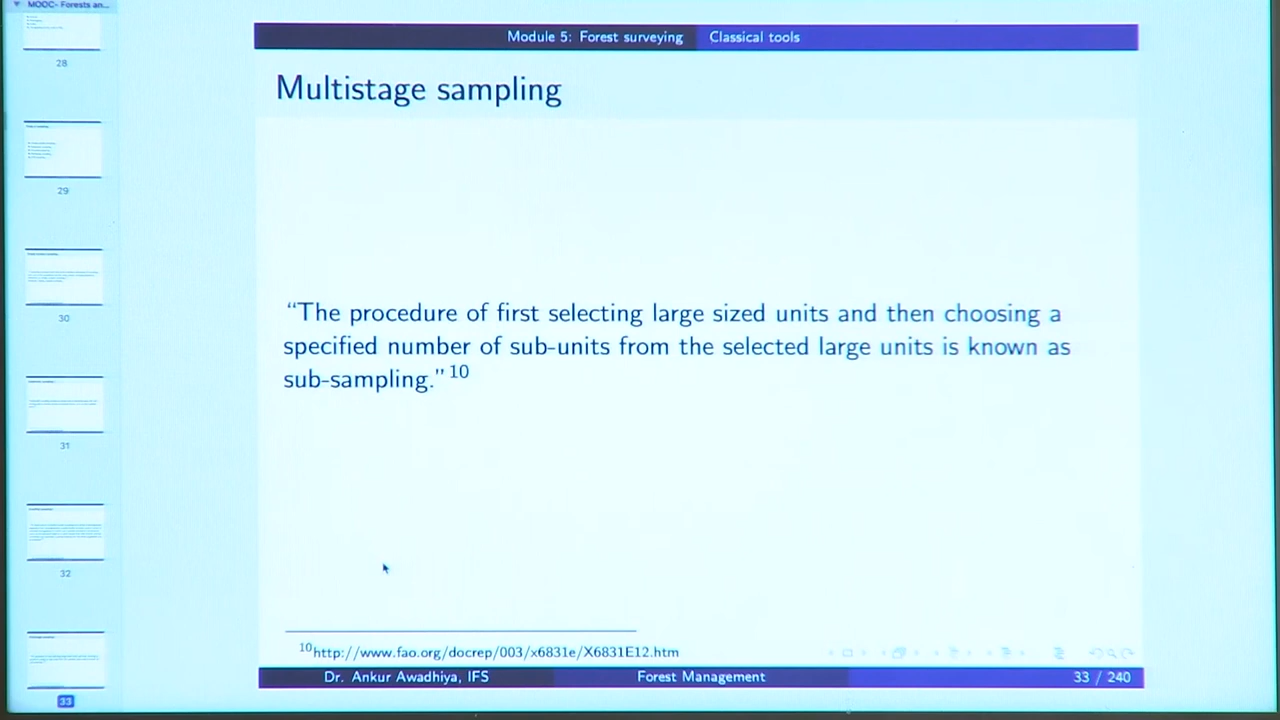 MOOC- Forests an...
28
29
30
31
32
33
Module 5: Forest surveying Classical tools
Multistage sampling
“The procedure of first selecting large sized units and then choosing a
specified number of sub-units from the selected large units is known as
sub-sampling.” 10
10http://www.fao.org/docrep/003/x6831e/X6831E12.htm
Dr. Ankur Awadhiya, IFS Forest Management 33 / 240